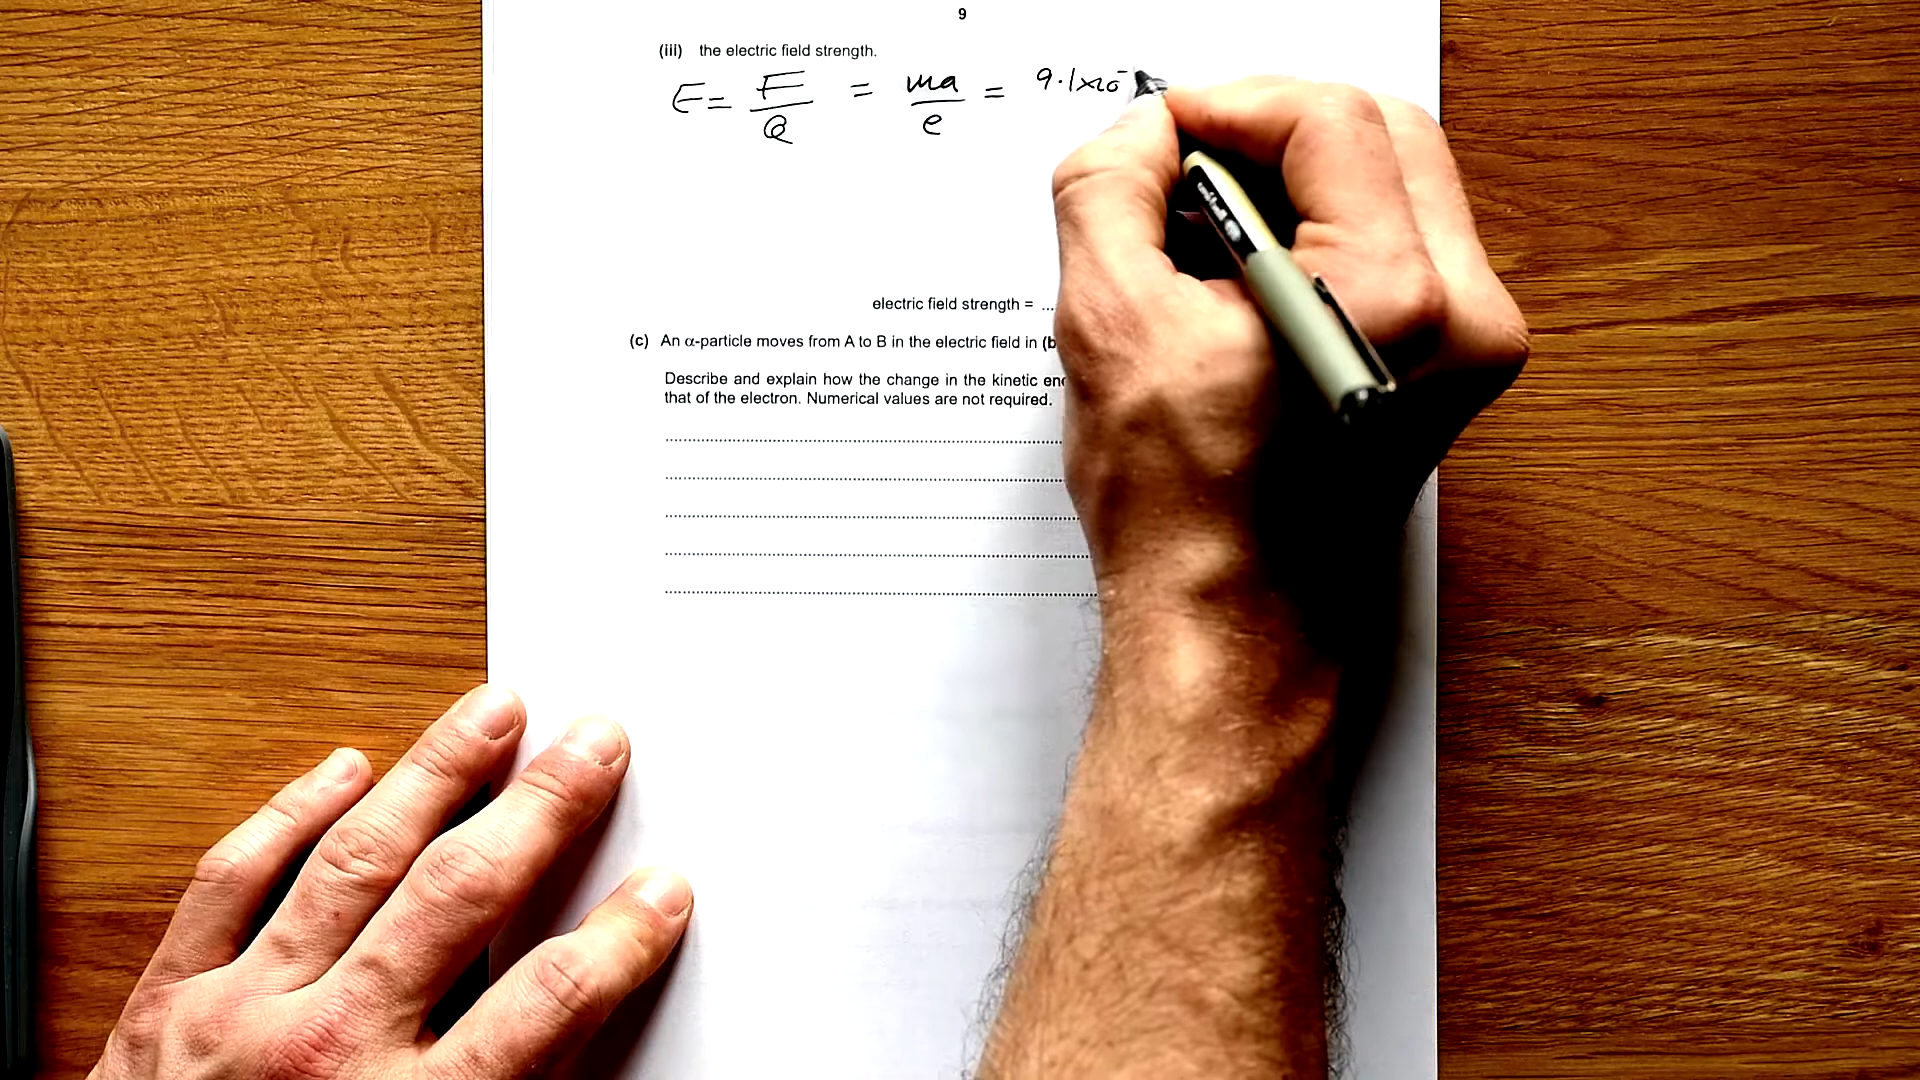 9
(iii) the electric field strength.
E = F/Q = ma/e = 9.1×10⁻
electric field strength = ...
(c) An α-particle moves from A to B in the electric field in (b
Describe and explain how the change in the kinetic
that of the electron. Numerical values are not required.